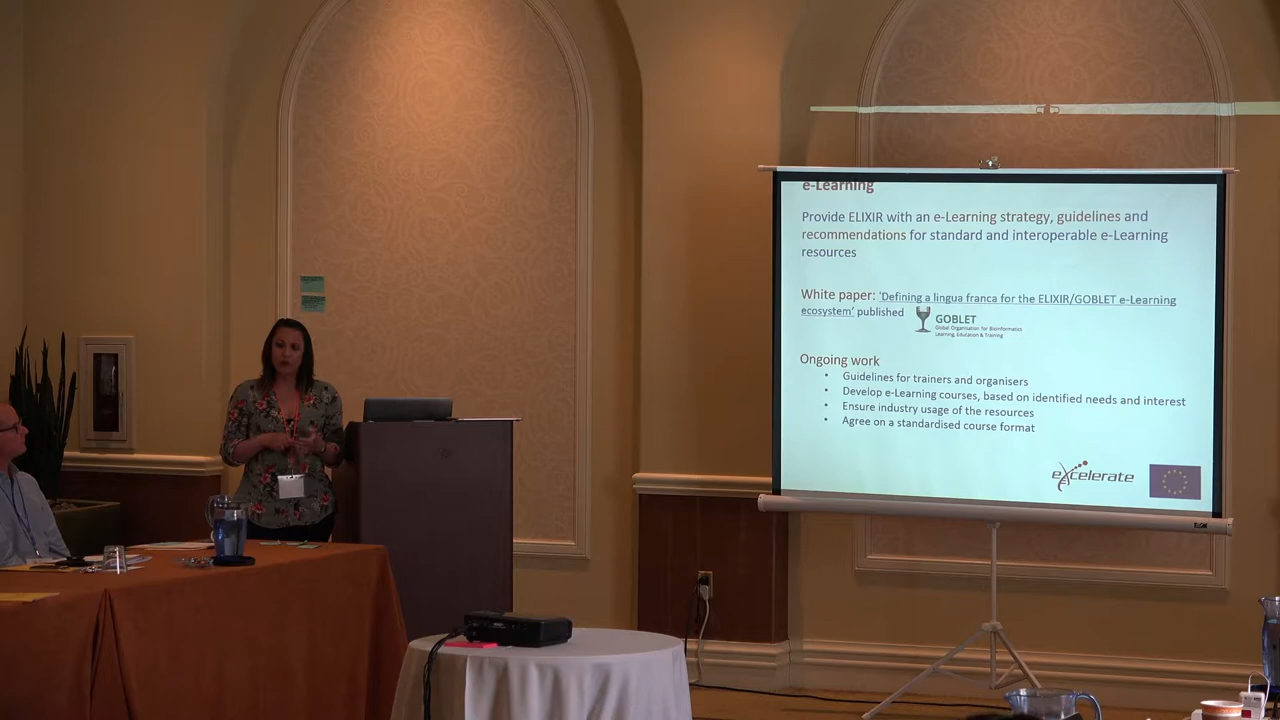 e-Learning
Provide ELIXIR with an e-Learning strategy, guidelines and
recommendations for standard and interoperable e-Learning
resources
White paper: 'Defining a lingua franca for the ELIXIR/GOBLET e-Learning
ecosystem' published
GOBLET
Global Organisation for Bioinformatics
Learning, Education & Training
Ongoing work
• Guidelines for trainers and organisers
• Develop e-Learning courses, based on identified needs and interest
• Ensure industry usage of the resources
• Agree on a standardised course format
eXcelerate